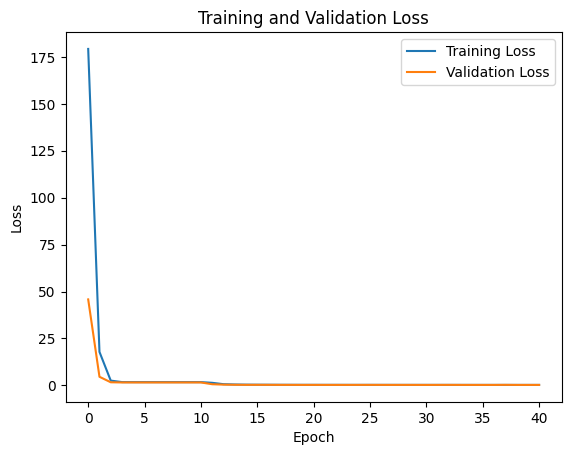 Training and Validation Loss
Training Loss
Validation Loss
175
150
125
100
75
50
25
0
Loss
0 5 10 15 20 25 30 35 40
Epoch